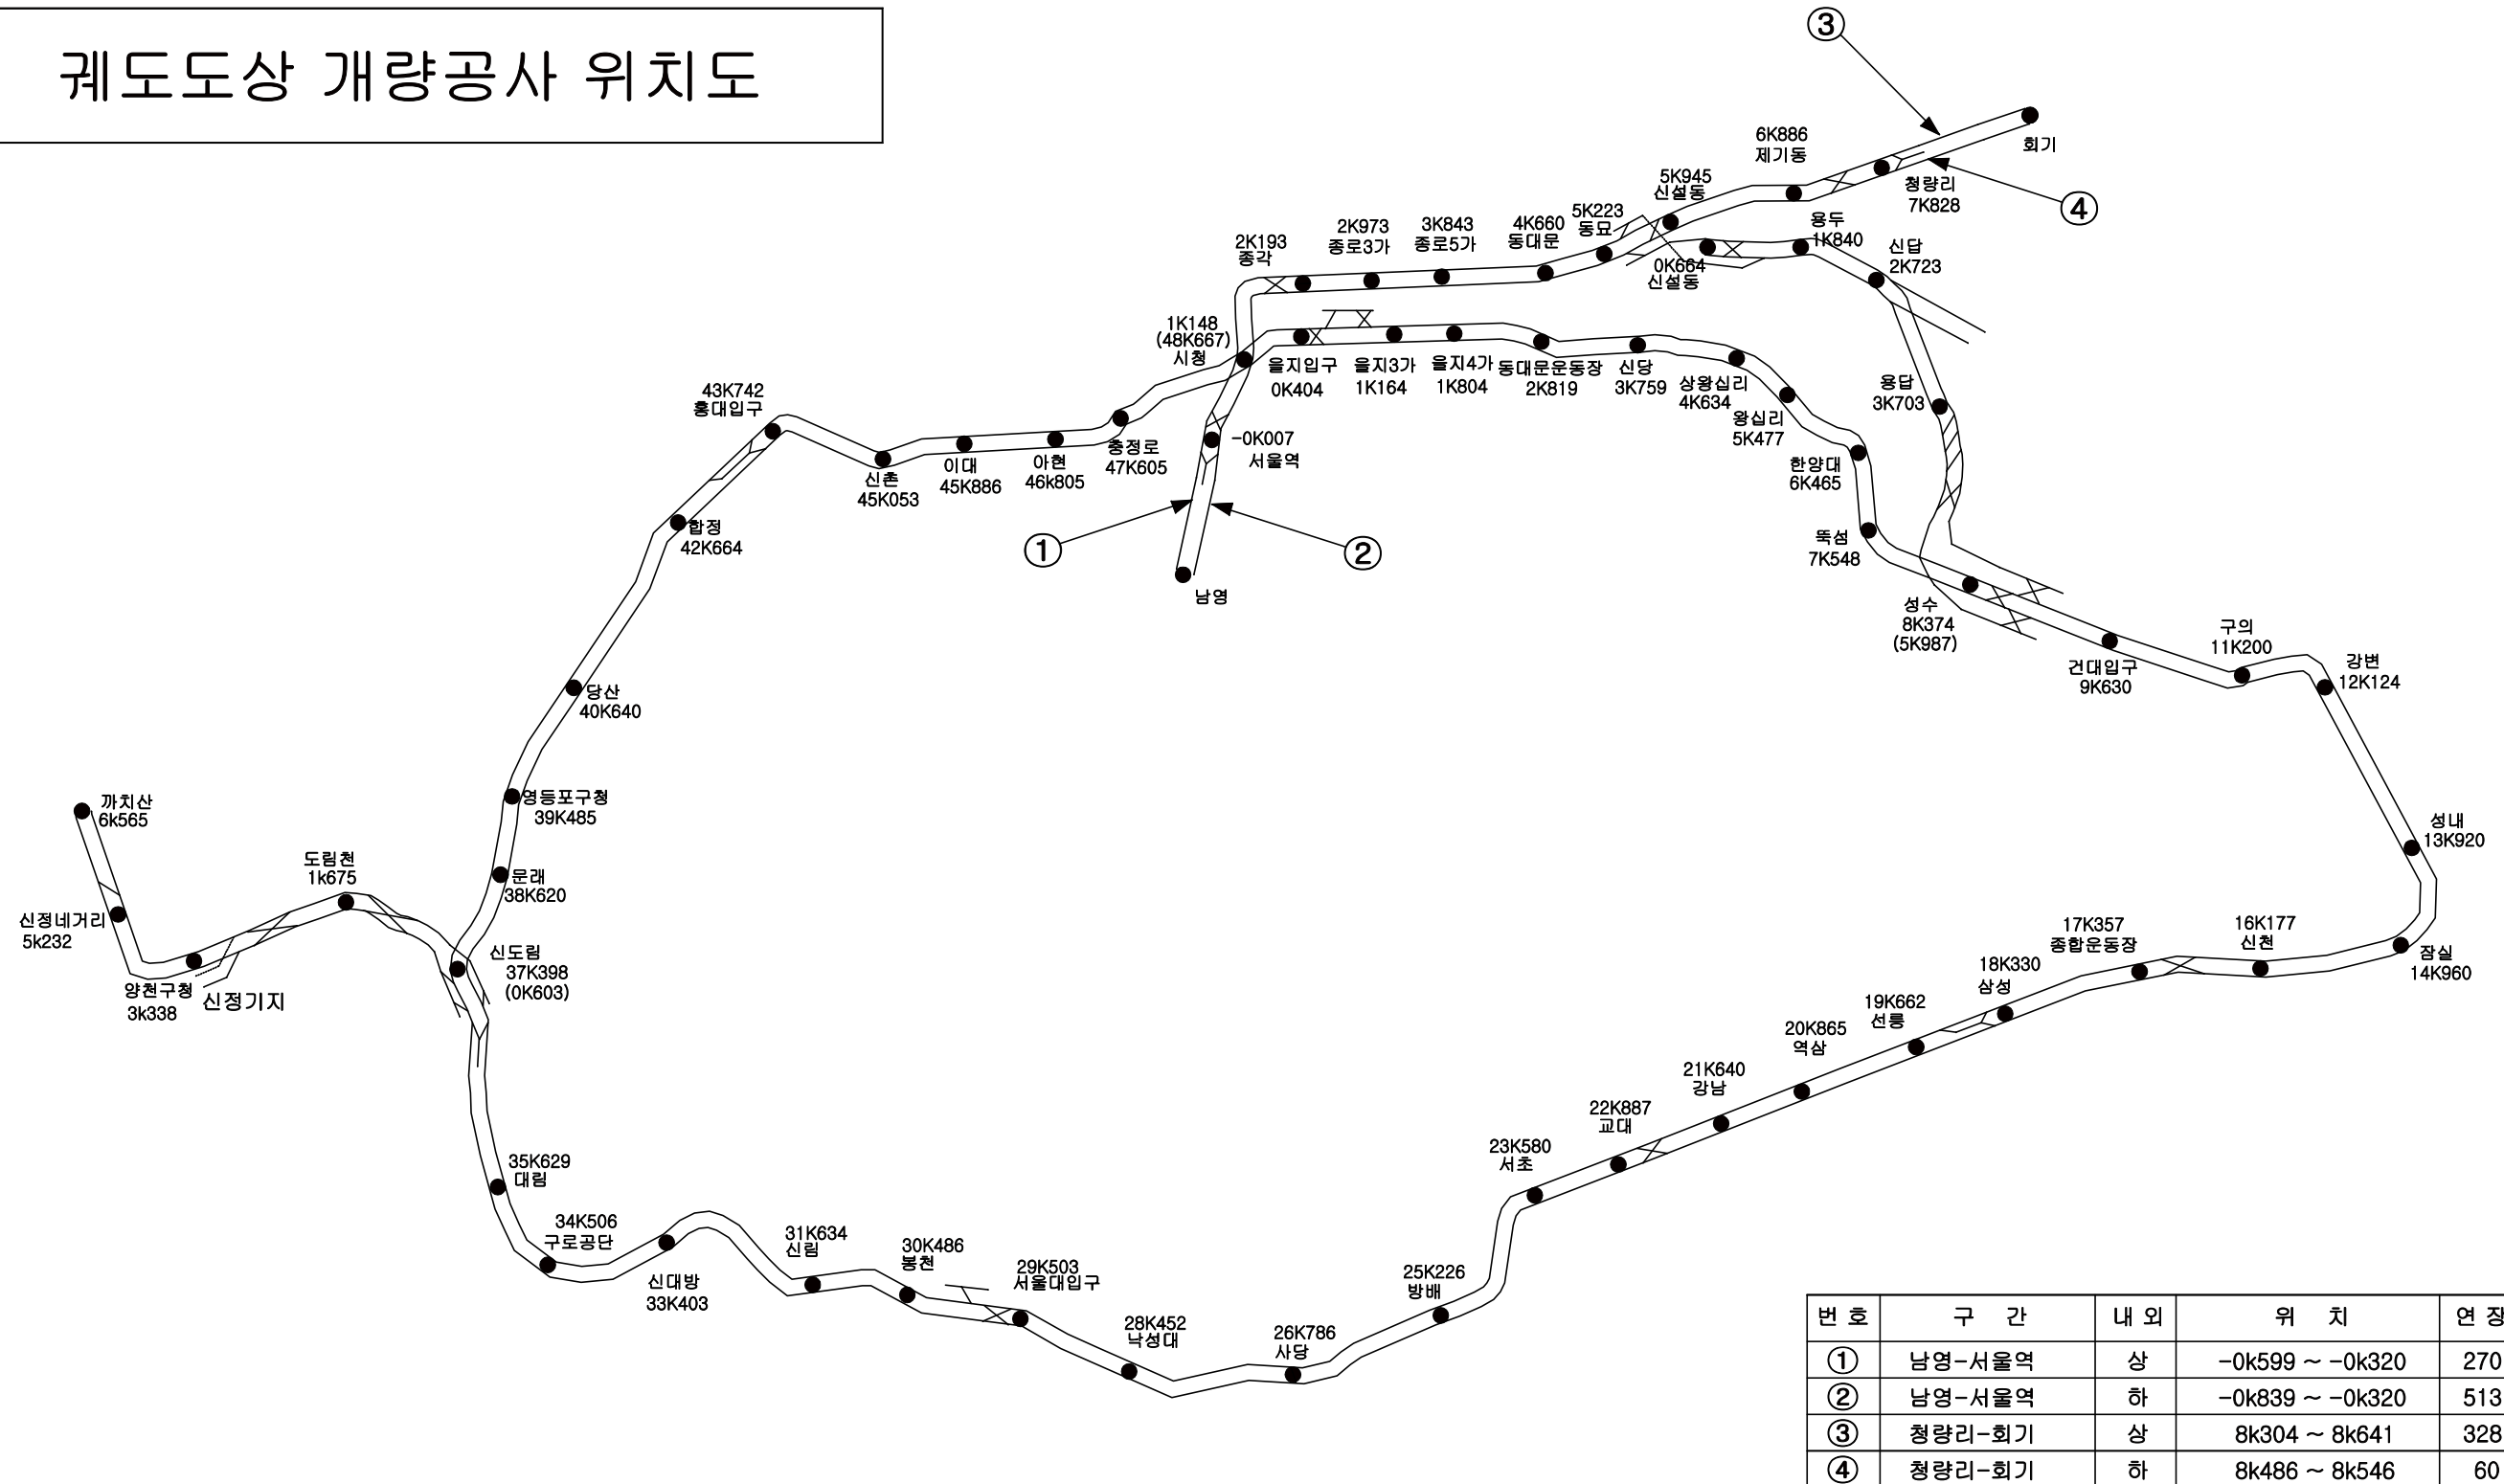 궤도도상 개량공사 위치도
③
6K886
제기동
회기
5K945
신설동
청량리
7K828
④
5K223
동묘
4K660
동대문
3K843
종로5가
2K973
종로3가
2K193
종각
용두
1K840
신답
2K723
0K664
신설동
1K148
(48K667)
시청
을지입구
0K404
을지3가
1K164
을지4가
1K804
동대문운동장
2K819
신당
3K759
상왕십리
4K634
왕십리
5K477
용답
3K703
43K742
홍대입구
신촌
45K053
이대
45K886
아현
46k805
충정로
47K605
-0K007
서울역
한양대
6K465
합정
42K664
①
②
뚝섬
7K548
남영
성수
8K374
(5K987)
구의
11K200
건대입구
9K630
강변
12K124
당산
40K640
까치산
6k565
영등포구청
39K485
성내
13K920
도림천
1k675
문래
38K620
신정네거리
5k232
신도림
37K398
(0K603)
양천구청
3k338
신정기지
17K357
종합운동장
16K177
신천
잠실
14K960
18K330
삼성
19K662
선릉
20K865
역삼
21K640
강남
22K887
교대
23K580
서초
35K629
대림
34K506
구로공단
신대방
33K403
31K634
신림
30K486
봉천
29K503
서울대입구
25K226
방배
28K452
낙성대
26K786
사당
번 호 구 간 내 외 위 치 연 장
① 남영-서울역 상 -0k599 ~ -0k320 270
② 남영-서울역 하 -0k839 ~ -0k320 513
③ 청량리-회기 상 8k304 ~ 8k641 328
④ 청량리-회기 하 8k486 ~ 8k546 60